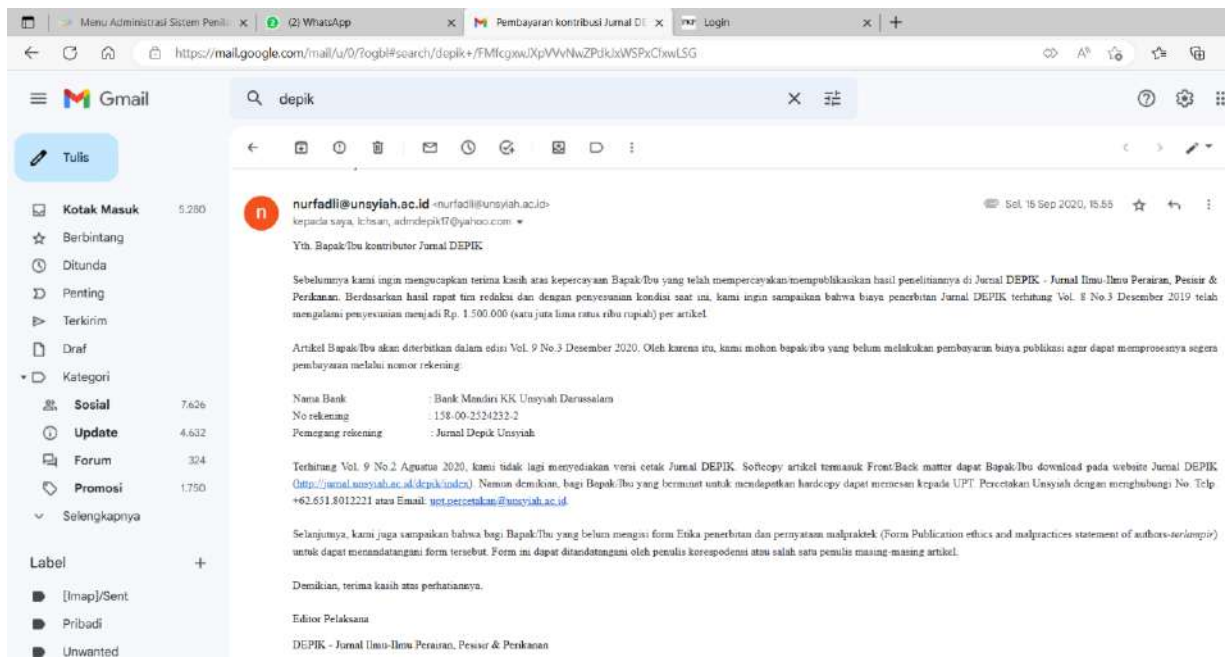 Menu Administrasi Sistem Penil
(2) WhatsApp
Pembayaran kontribusi Jurnal DE
Login
https://mail.google.com/mail/u/0/?ogbl#search/depik+/FMfcgxwJXpVVvNwZPdkJxWSPxCfxwLSG
Gmail
depik
Tulis
Kotak Masuk 5.280
Berbintang
Ditunda
Penting
Terkirim
Draf
Kategori
Sosial 7.626
Update 4.632
Forum 324
Promosi 1.750
Selengkapnya
Label
[Imap]/Sent
Pribadi
Unwanted
n
nurfadli@unsyiah.ac.id <nurfadli@unsyiah.ac.id>
Sel, 15 Sep 2020, 15.55
kepada saya, Ichsan, admdepik17@yahoo.com
Yth. Bapak/Ibu kontributor Jurnal DEPIK
Sebelumnya kami ingin mengucapkan terima kasih atas kepercayaan Bapak/Ibu yang telah mempercayakan/mempublikasikan hasil penelitiannya di Jurnal DEPIK - Jurnal Ilmu-Ilmu Perairan, Pesisir &
Perikanan. Berdasarkan hasil rapat tim redaksi dan dengan penyesuaian kondisi saat ini, kami ingin sampaikan bahwa biaya penerbitan Jurnal DEPIK terhitung Vol. 8 No.3 Desember 2019 telah
mengalami penyesuaian menjadi Rp. 1.500.000 (satu juta lima ratus ribu rupiah) per artikel.
Artikel Bapak/Ibu akan diterbitkan dalam edisi Vol. 9 No.3 Desember 2020. Oleh karena itu, kami mohon bapak/ibu yang belum melakukan pembayaran biaya publikasi agar dapat memprosesnya segera
pembayaran melalui nomor rekening:
Nama Bank : Bank Mandiri KK Unsyiah Darussalam
No rekening : 158-00-2524232-2
Pemegang rekening : Jurnal Depik Unsyiah
Terhitung Vol. 9 No.2 Agustus 2020, kami tidak lagi menyediakan versi cetak Jurnal DEPIK. Softcopy artikel termasuk Front/Back matter dapat Bapak/Ibu download pada website Jurnal DEPIK
(http://jurnal.unsyiah.ac.id/depik/index). Namun demikian, bagi Bapak/Ibu yang berminat untuk mendapatkan hardcopy dapat memesan kepada UPT. Percetakan Unsyiah dengan menghubungi No. Telp
+62.651.8012221 atau Email: upt.percetakan@unsyiah.ac.id.
Selanjutnya, kami juga sampaikan bahwa bagi Bapak/Ibu yang belum mengisi form Etika penerbitan dan pernyataan malpraktek (Form Publication ethics and malpractices statement of authors-terlampir)
untuk dapat menandatangani form tersebut. Form ini dapat ditandatangani oleh penulis korespodensi atau salah satu penulis masing-masing artikel.
Demikian, terima kasih atas perhatiannya.
Editor Pelaksana
DEPIK - Jurnal Ilmu-Ilmu Perairan, Pesisir & Perikanan